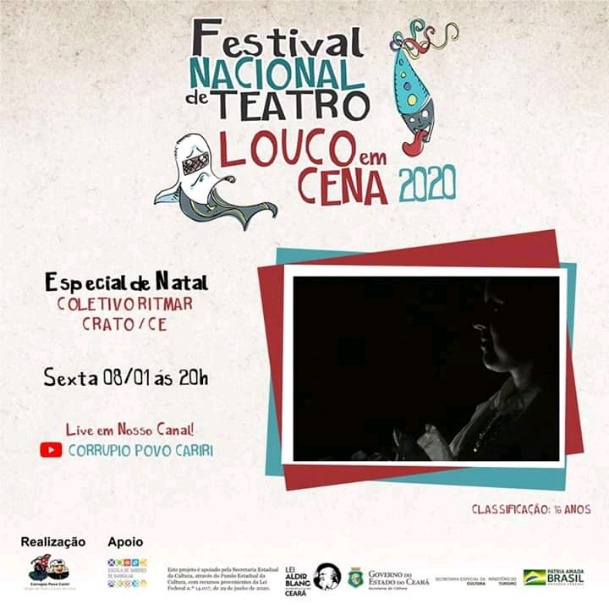 Festival
NACIONAL
de TEATRO
LOUCO em
CENA 2020
Especial de Natal
COLETIVO RITMAR
CRATO/CE
Sexta 08/01 ás 20h
Live em Nosso Canal!
CORRUPIO POVO CARIRI
CLASSIFICAÇÃO: 16 ANOS
Realização
Apoio
Corrupio Povo Cariri
ESCOLA DE SABERES
DE BARBALHA
Este projeto é apoiado pela Secretaria Estadual
da Cultura, através do Fundo Estadual da
Cultura, com recursos provenientes da Lei
Federal n.º 14.017, de 29 de junho de 2020.
LEI
ALDIR
BLANC
CEARÁ
GOVERNO DO
ESTADO DO CEARÁ
Secretaria da Cultura
SECRETARIA ESPECIAL DA
CULTURA
MINISTÉRIO DO
TURISMO
PÁTRIA AMADA
BRASIL
GOVERNO FEDERAL